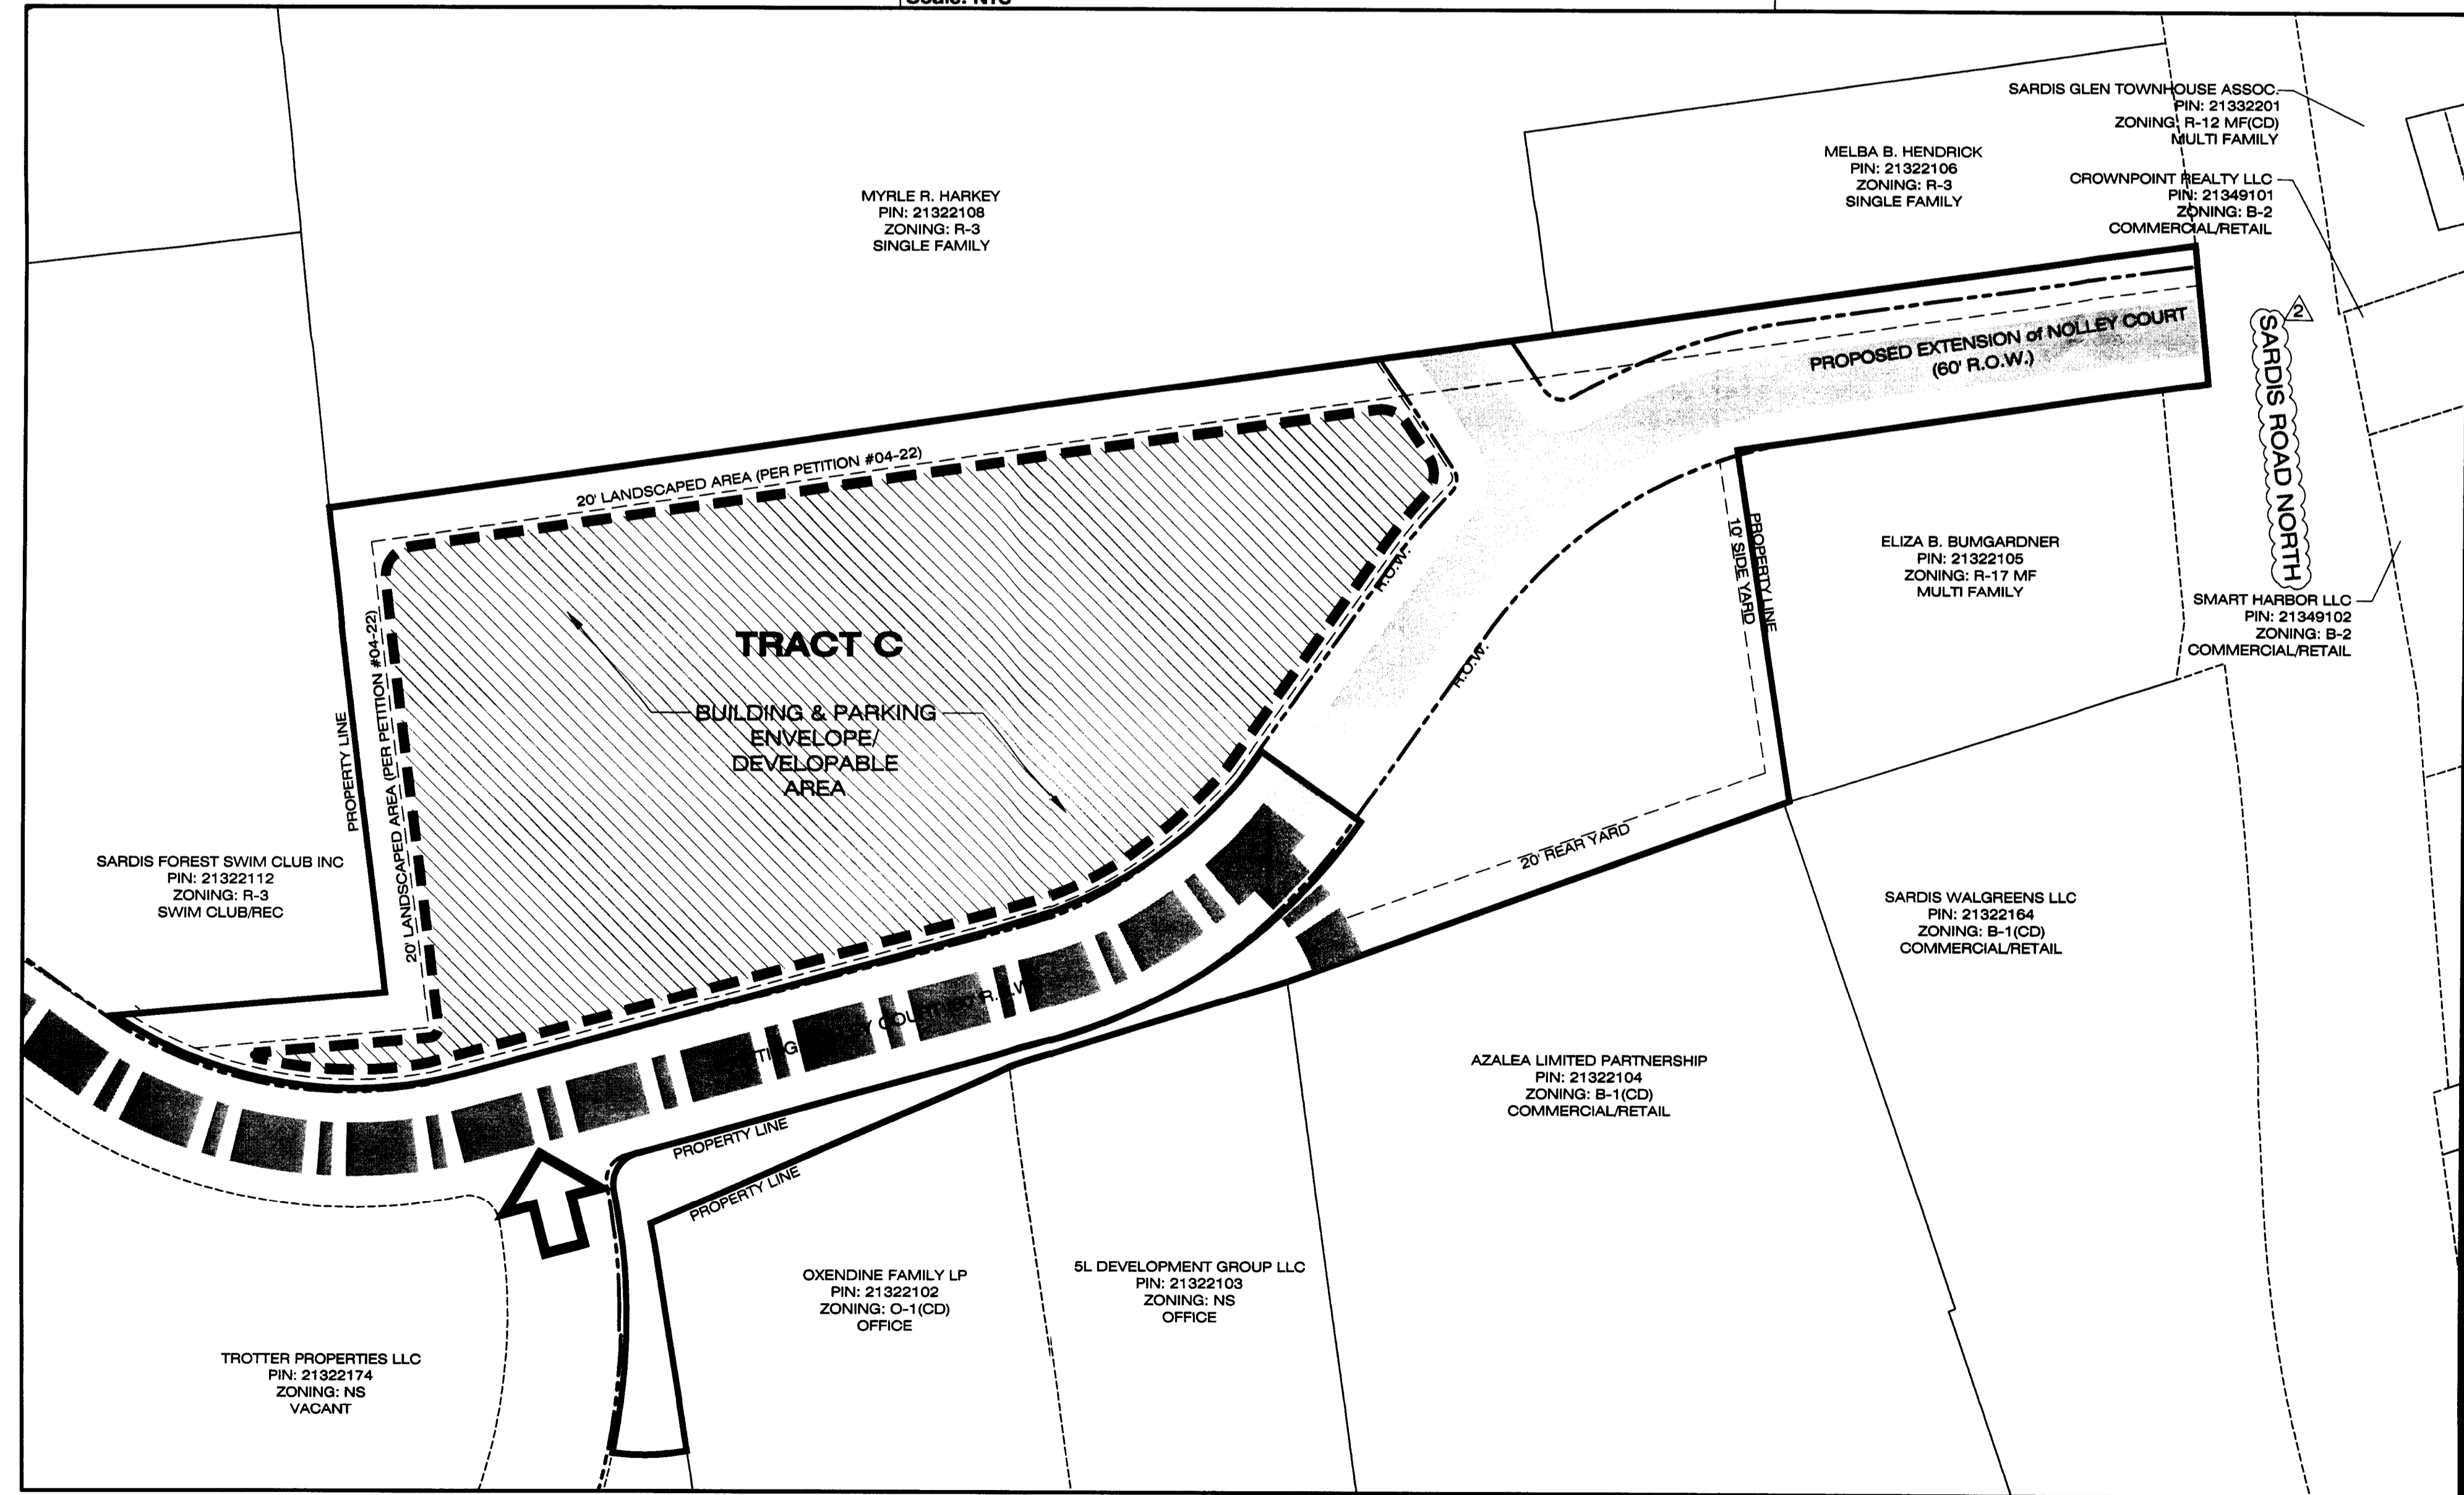 Scale: NTS
SARDIS GLEN TOWNHOUSE ASSOC.
PIN: 21332201
ZONING: R-12 MF(CD)
MULTI FAMILY
MELBA B. HENDRICK
PIN: 21322106
ZONING: R-3
SINGLE FAMILY
CROWNPOINT REALTY LLC
PIN: 21349101
ZONING: B-2
COMMERCIAL/RETAIL
MYRLE R. HARKEY
PIN: 21322108
ZONING: R-3
SINGLE FAMILY
PROPOSED EXTENSION of NOLLEY COURT
(60' R.O.W.)
2
SARDIS ROAD NORTH
20' LANDSCAPED AREA (PER PETITION #04-22)
PROPERTY LINE
10' SIDE YARD
ELIZA B. BUMGARDNER
PIN: 21322105
ZONING: R-17 MF
MULTI FAMILY
R.O.W.
R.O.W.
SMART HARBOR LLC
PIN: 21349102
ZONING: B-2
COMMERCIAL/RETAIL
TRACT C
BUILDING & PARKING
ENVELOPE/
DEVELOPABLE
AREA
PROPERTY LINE
20' LANDSCAPED AREA (PER PETITION #04-22)
20' REAR YARD
SARDIS FOREST SWIM CLUB INC
PIN: 21322112
ZONING: R-3
SWIM CLUB/REC
SARDIS WALGREENS LLC
PIN: 21322164
ZONING: B-1(CD)
COMMERCIAL/RETAIL
COURT
AZALEA LIMITED PARTNERSHIP
PIN: 21322104
ZONING: B-1(CD)
COMMERCIAL/RETAIL
PROPERTY LINE
PROPERTY LINE
OXENDINE FAMILY LP
PIN: 21322102
ZONING: O-1(CD)
OFFICE
5L DEVELOPMENT GROUP LLC
PIN: 21322103
ZONING: NS
OFFICE
TROTTER PROPERTIES LLC
PIN: 21322174
ZONING: NS
VACANT